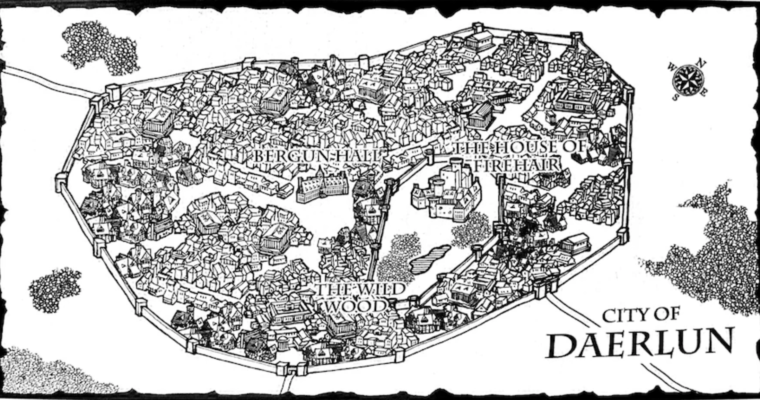 N
W
E
S
BERGUN HALL
THE HOUSE OF
FIREHAIR
THE WILD
WOOD
CITY OF
DAERLUN